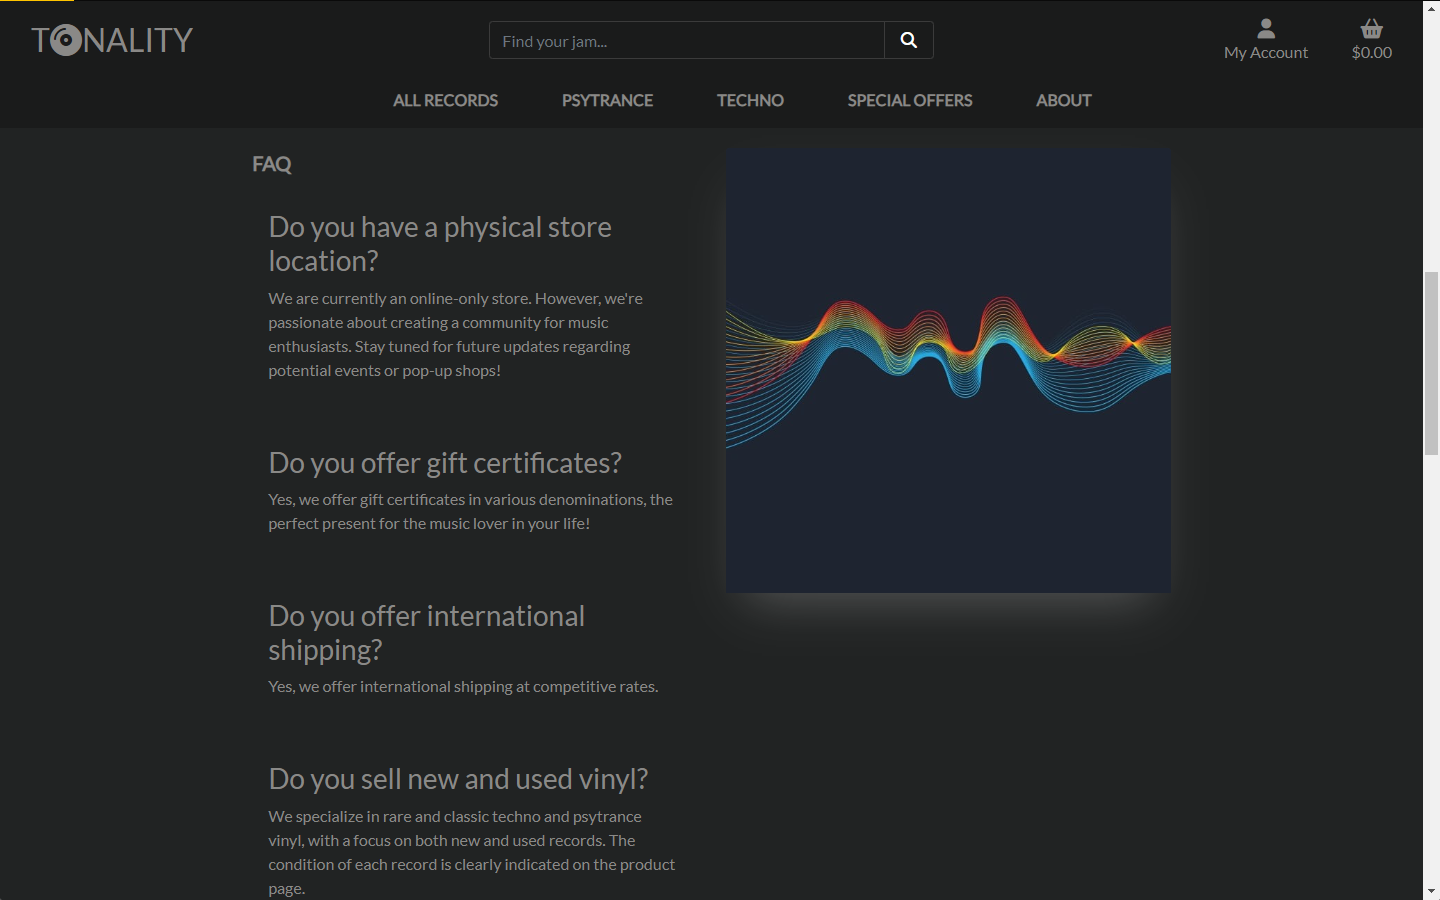 TONALITY
Find your jam...
My Account
$0.00
ALL RECORDS
PSYTRANCE
TECHNO
SPECIAL OFFERS
ABOUT
FAQ
Do you have a physical store
location?
We are currently an online-only store. However, we're
passionate about creating a community for music
enthusiasts. Stay tuned for future updates regarding
potential events or pop-up shops!
Do you offer gift certificates?
Yes, we offer gift certificates in various denominations, the
perfect present for the music lover in your life!
Do you offer international
shipping?
Yes, we offer international shipping at competitive rates.
Do you sell new and used vinyl?
We specialize in rare and classic techno and psytrance
vinyl, with a focus on both new and used records. The
condition of each record is clearly indicated on the product
page.